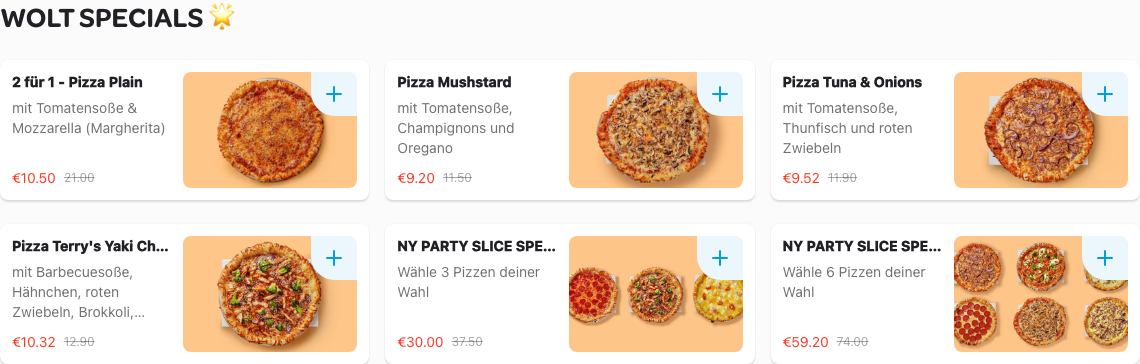 WOLT SPECIALS 🌟
2 für 1 - Pizza Plain
mit Tomatensoße &
Mozzarella (Margherita)
€10.50 21.00
Pizza Mushstard
mit Tomatensoße,
Champignons und
Oregano
€9.20 11.50
Pizza Tuna & Onions
mit Tomatensoße,
Thunfisch und roten
Zwiebeln
€9.52 11.90
Pizza Terry's Yaki Ch...
mit Barbecuesoße,
Hähnchen, roten
Zwiebeln, Brokkoli,...
€10.32 12.90
NY PARTY SLICE SPE...
Wähle 3 Pizzen deiner
Wahl
€30.00 37.50
NY PARTY SLICE SPE...
Wähle 6 Pizzen deiner
Wahl
€59.20 74.00